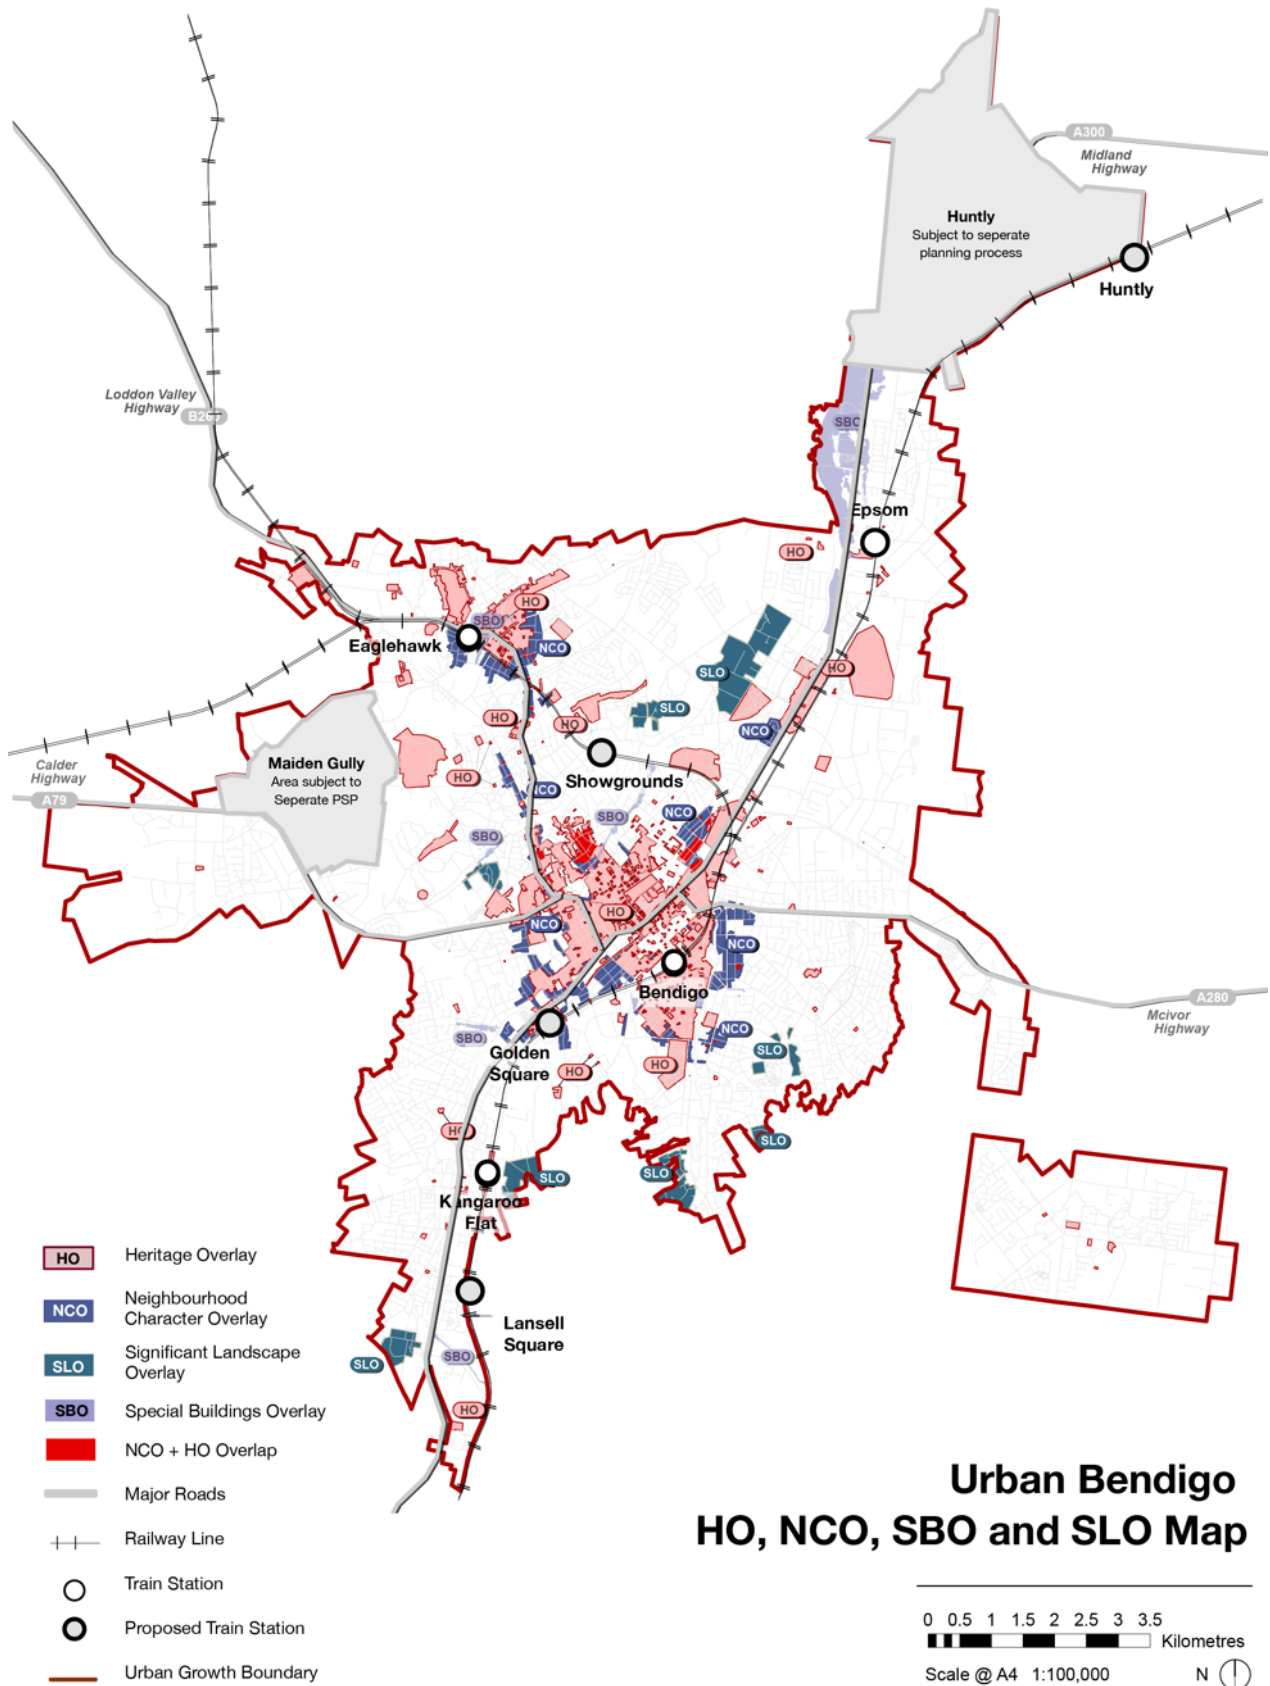 A300
Midland
Highway
Huntly
Subject to seperate
planning process
Huntly
Loddon Valley
Highway
B260
SBO
Epsom
HO
HO
SBO
Eaglehawk
NCO
HO
SLO
SLO
HO
HO
NCO
Maiden Gully
Area subject to
Seperate PSP
Calder
Highway
A79
Showgrounds
HO
NCO
NCO
SBO
SBO
HO
NCO
NCO
Bendigo
A280
Mcivor
Highway
NCO
SBO
Golden
Square
SLO
HO
HO
HO
SLO
SLO
SLO
Kangaroo
Flat
Lansell
Square
SLO
SBO
HO
HO
Heritage Overlay
NCO
Neighbourhood
Character Overlay
SLO
Significant Landscape
Overlay
SBO
Special Buildings Overlay
NCO + HO Overlap
Major Roads
Railway Line
Train Station
Proposed Train Station
Urban Growth Boundary
Urban Bendigo
HO, NCO, SBO and SLO Map
0 0.5 1 1.5 2 2.5 3 3.5
Kilometres
Scale @ A4 1:100,000
N